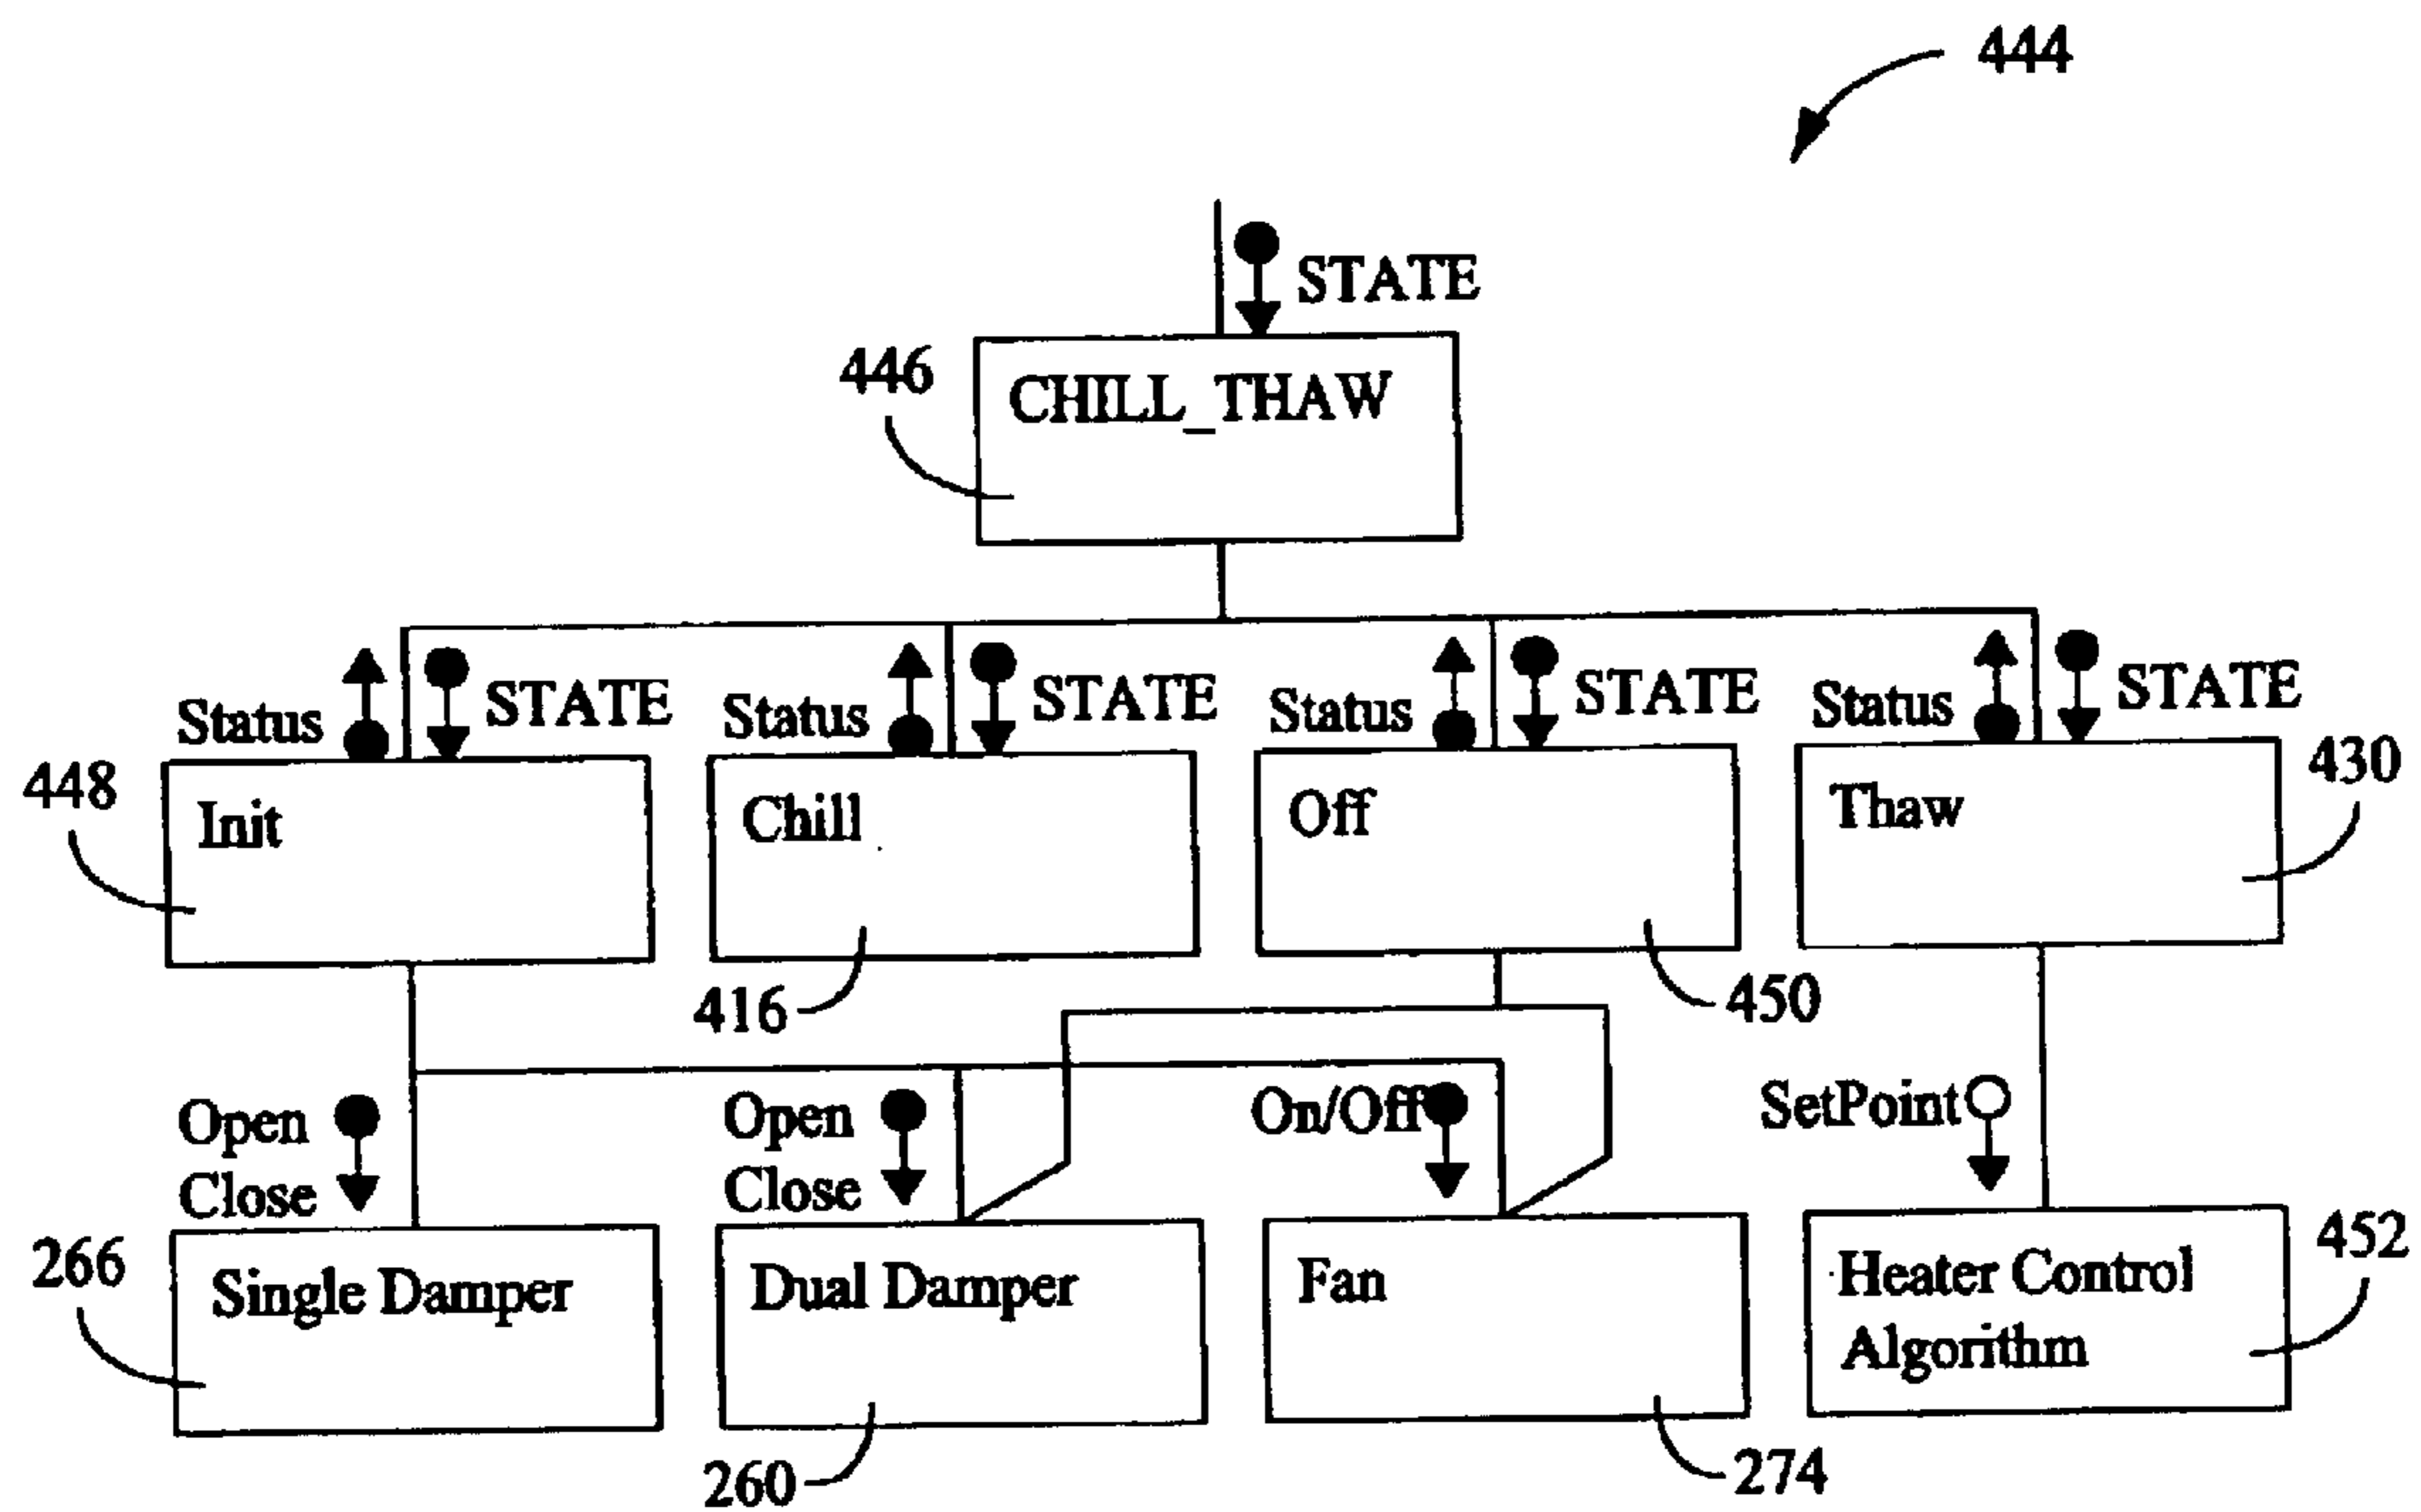 444
STATE
446
CHILL_THAW
Status
STATE
Status
STATE
Status
STATE
Status
STATE
448
Init
Chill
Off
Thaw
430
416
450
Open
Close
Open
Close
On/Off
SetPoint
266
Single Damper
Dual Damper
Fan
Heater Control
Algorithm
452
260
274